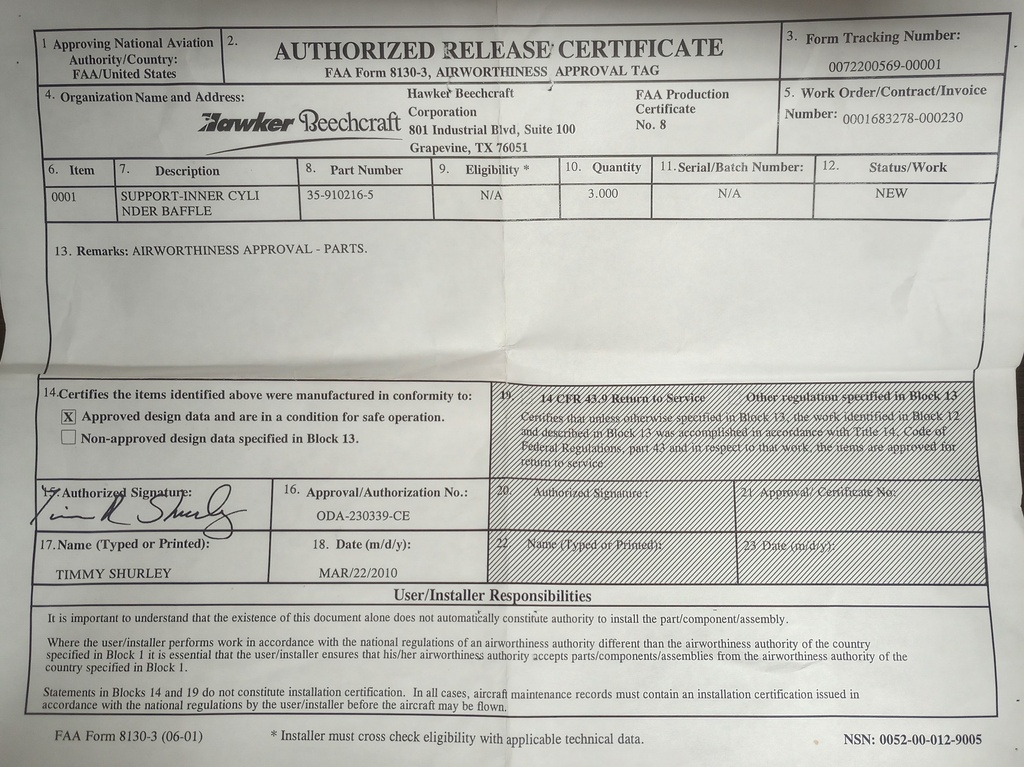 1 Approving National Aviation
Authority/Country:
FAA/United States
2.
AUTHORIZED RELEASE CERTIFICATE
FAA Form 8130-3, AIRWORTHINESS APPROVAL TAG
3. Form Tracking Number:
0072200569-00001
4. Organization Name and Address:
Hawker Beechcraft
Hawker Beechcraft
Corporation
801 Industrial Blvd, Suite 100
Grapevine, TX 76051
FAA Production
Certificate
No. 8
5. Work Order/Contract/Invoice
Number: 0001683278-000230
6. Item 7. Description 8. Part Number 9. Eligibility * 10. Quantity 11. Serial/Batch Number: 12. Status/Work
0001 SUPPORT-INNER CYLI 35-910216-5 N/A 3.000 N/A NEW
NDER BAFFLE
13. Remarks: AIRWORTHINESS APPROVAL - PARTS.
14. Certifies the items identified above were manufactured in conformity to:
X Approved design data and are in a condition for safe operation.
Non-approved design data specified in Block 13.
19. 14 CFR 43.9 Return to Service Other regulation specified in Block 13
Certifies that unless otherwise specified in Block 13, the work identified in Block 12
and described in Block 13 was accomplished in accordance with Title 14, Code of
Federal Regulations, part 43 and in respect to that work, the items are approved for
return to service
15. Authorized Signature:
Tim R Shurley
16. Approval/Authorization No.:
ODA-230339-CE
20. Authorized Signature:
21 Approval/ Certificate No:
17. Name (Typed or Printed):
TIMMY SHURLEY
18. Date (m/d/y):
MAR/22/2010
22 Name (Typed or Printed):
23 Date (m/d/y):
User/Installer Responsibilities
It is important to understand that the existence of this document alone does not automatically constitute authority to install the part/component/assembly.
Where the user/installer performs work in accordance with the national regulations of an airworthiness authority different than the airworthiness authority of the country
specified in Block 1 it is essential that the user/installer ensures that his/her airworthiness authority accepts parts/components/assemblies from the airworthiness authority of the
country specified in Block 1.
Statements in Blocks 14 and 19 do not constitute installation certification. In all cases, aircraft maintenance records must contain an installation certification issued in
accordance with the national regulations by the user/installer before the aircraft may be flown.
FAA Form 8130-3 (06-01)
* Installer must cross check eligibility with applicable technical data.
NSN: 0052-00-012-9005